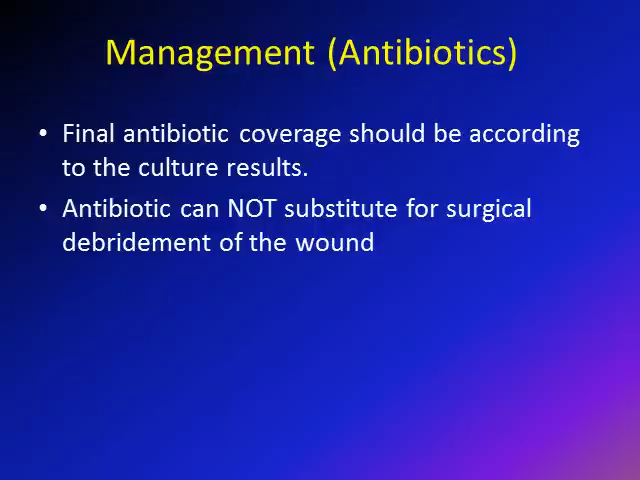 Management (Antibiotics)
• Final antibiotic coverage should be according
to the culture results.
• Antibiotic can NOT substitute for surgical
debridement of the wound